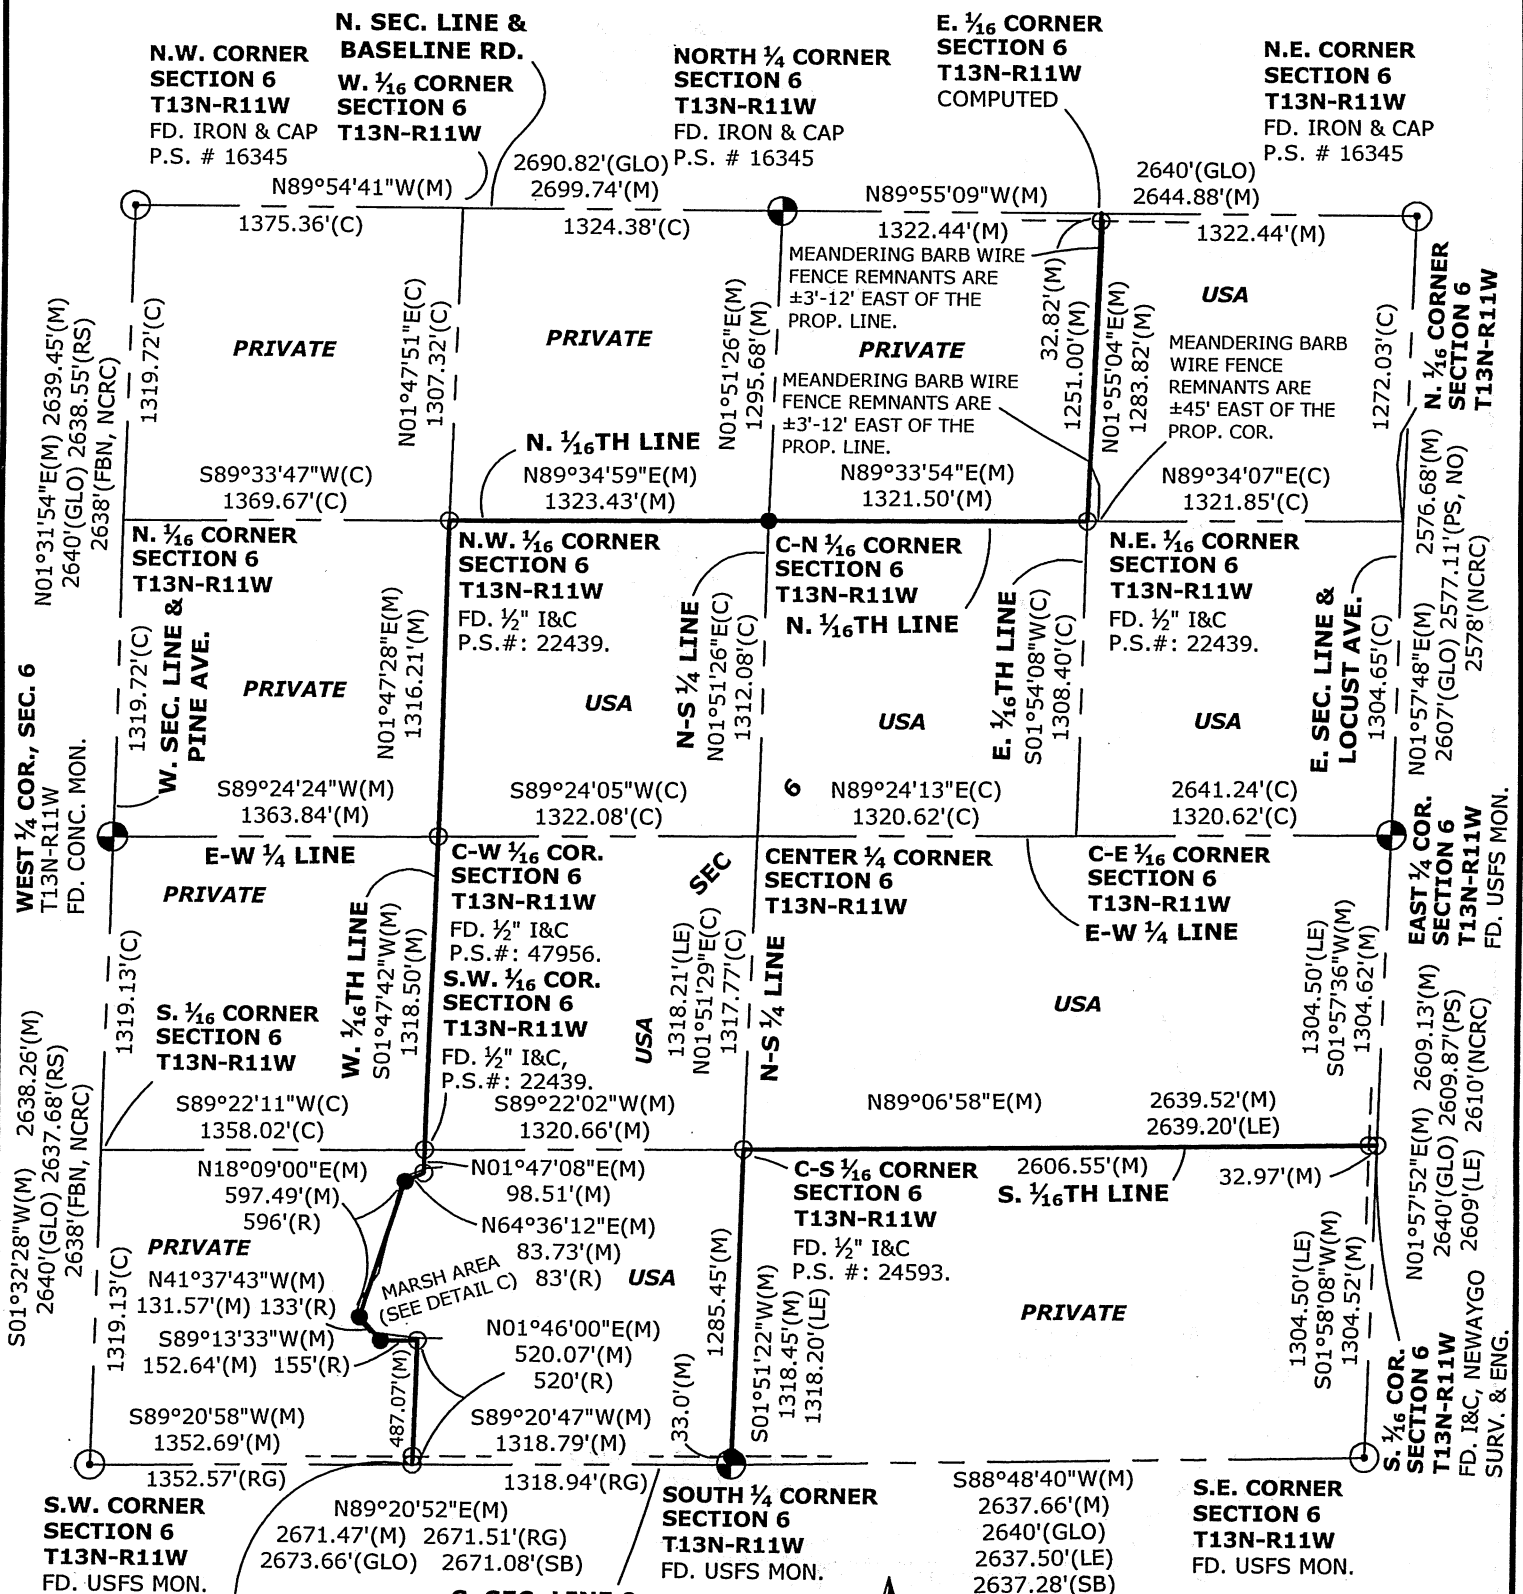 N. SEC. LINE &
BASELINE RD.
N.W. CORNER
SECTION 6
T13N-R11W
FD. IRON & CAP
P.S. # 16345
W. 1⁄16 CORNER
SECTION 6
T13N-R11W
NORTH ¼ CORNER
SECTION 6
T13N-R11W
FD. IRON & CAP
P.S. # 16345
E. 1⁄16 CORNER
SECTION 6
T13N-R11W
COMPUTED
N.E. CORNER
SECTION 6
T13N-R11W
FD. IRON & CAP
P.S. # 16345
N89°54'41"W(M)
2690.82'(GLO)
2699.74'(M)
N89°55'09"W(M)
2640'(GLO)
2644.88'(M)
1375.36'(C)
1324.38'(C)
1322.44'(M)
1322.44'(M)
MEANDERING BARB WIRE
FENCE REMNANTS ARE
±3'-12' EAST OF THE
PROP. LINE.
PRIVATE
PRIVATE
PRIVATE
USA
MEANDERING BARB WIRE
FENCE REMNANTS ARE
±3'-12' EAST OF THE
PROP. LINE.
MEANDERING BARB
WIRE FENCE
REMNANTS ARE
±45' EAST OF THE
PROP. COR.
N01°31'54"E(M) 2639.45'(M)
2640'(GLO) 2638.55'(RS)
2638'(FBN, NCRC)
1319.72'(C)
N01°47'51"E(C)
1307.32'(C)
N01°51'26"E(M)
1295.68'(M)
32.82'(M)
1251.00'(M)
N01°55'04"E(M)
1283.82'(M)
1272.03'(C)
N. 1⁄16 CORNER
SECTION 6
T13N-R11W
N. 1⁄16TH LINE
S89°33'47"W(C)
1369.67'(C)
N89°34'59"E(M)
1323.43'(M)
N89°33'54"E(M)
1321.50'(M)
N89°34'07"E(C)
1321.85'(C)
N. 1⁄16 CORNER
SECTION 6
T13N-R11W
N.W. 1⁄16 CORNER
SECTION 6
T13N-R11W
FD. ½" I&C
P.S.#: 22439.
C-N 1⁄16 CORNER
SECTION 6
T13N-R11W
N. 1⁄16TH LINE
N.E. 1⁄16 CORNER
SECTION 6
T13N-R11W
FD. ½" I&C
P.S.#: 22439.
1319.72'(C)
W. SEC. LINE &
PINE AVE.
PRIVATE
N01°47'28"E(M)
1316.21'(M)
USA
N-S ¼ LINE
N01°51'26"E(C)
1312.08'(C)
USA
E. 1⁄16TH LINE
S01°54'08"W(C)
1308.40'(C)
USA
E. SEC. LINE &
LOCUST AVE.
1304.65'(C)
N01°57'48"E(M) 2576.68'(M)
2607'(GLO) 2577.11'(PS, NO)
2578'(NCRC)
WEST ¼ COR., SEC. 6
T13N-R11W
FD. CONC. MON.
S89°24'24"W(M)
1363.84'(M)
S89°24'05"W(C)
1322.08'(C)
N89°24'13"E(C)
1320.62'(C)
2641.24'(C)
1320.62'(C)
SEC 6
E-W ¼ LINE
PRIVATE
C-W 1⁄16 COR.
SECTION 6
T13N-R11W
FD. ½" I&C
P.S.#: 47956.
CENTER ¼ CORNER
SECTION 6
T13N-R11W
C-E 1⁄16 CORNER
SECTION 6
T13N-R11W
E-W ¼ LINE
EAST ¼ COR.
SECTION 6
T13N-R11W
FD. USFS MON.
1319.13'(C)
W. 1⁄16TH LINE
S01°47'42"W(M)
1318.50'(M)
S.W. 1⁄16 COR.
SECTION 6
T13N-R11W
FD. ½" I&C,
P.S.#: 22439.
USA
1318.21'(LE)
N01°51'29"E(C)
1317.77'(C)
N-S ¼ LINE
USA
1304.50'(LE)
S01°57'36"W(M)
1304.62'(M)
S. 1⁄16 CORNER
SECTION 6
T13N-R11W
S89°22'11"W(C)
1358.02'(C)
S89°22'02"W(M)
1320.66'(M)
N89°06'58"E(M)
2639.52'(M)
2639.20'(LE)
S01°32'28"W(M) 2638.26'(M)
2640'(GLO) 2637.68'(RS)
2638'(FBN, NCRC)
N01°57'52"E(M) 2609.13'(M)
2640'(GLO) 2609.87'(PS)
2609'(LE) 2610'(NCRC)
N18°09'00"E(M)
597.49'(M)
596'(R)
N01°47'08"E(M)
98.51'(M)
N64°36'12"E(M)
83.73'(M)
83'(R)
C-S 1⁄16 CORNER
SECTION 6
T13N-R11W
FD. ½" I&C
P.S. #: 24593.
2606.55'(M)
S. 1⁄16TH LINE
32.97'(M)
PRIVATE
N41°37'43"W(M)
131.57'(M) 133'(R)
MARSH AREA
(SEE DETAIL C)
USA
S89°13'33"W(M)
152.64'(M) 155'(R)
N01°46'00"E(M)
520.07'(M)
520'(R)
1319.13'(C)
487.07'(M)
1285.45'(M)
33.0'(M)
S01°51'22"W(M)
1318.45'(M)
1318.20'(LE)
PRIVATE
1304.50'(LE)
S01°58'08"W(M)
1304.52'(M)
S. 1⁄16 COR.
SECTION 6
T13N-R11W
FD. I&C, NEWAYGO
SURV. & ENG.
S89°20'58"W(M)
1352.69'(M)
S89°20'47"W(M)
1318.79'(M)
1352.57'(RG)
1318.94'(RG)
S.W. CORNER
SECTION 6
T13N-R11W
FD. USFS MON.
N89°20'52"E(M)
2671.47'(M) 2671.51'(RG)
2673.66'(GLO) 2671.08'(SB)
SOUTH ¼ CORNER
SECTION 6
T13N-R11W
FD. USFS MON.
S88°48'40"W(M)
2637.66'(M)
2640'(GLO)
2637.50'(LE)
2637.28'(SB)
S.E. CORNER
SECTION 6
T13N-R11W
FD. USFS MON.